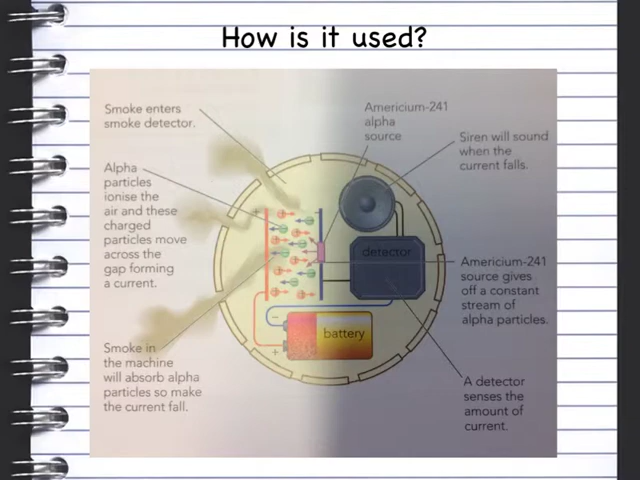 How is it used?
Smoke enters
smoke detector.
Americium-241
alpha
source
Siren will sound
when the
current falls.
Alpha
particles
ionise the
air and these
charged
particles move
across the
gap forming
a current.
+
−
detector
Americium-241
source gives
off a constant
stream of
alpha particles.
−
battery
+
Smoke in
the machine
will absorb alpha
particles so make
the current fall.
A detector
senses the
amount of
current.